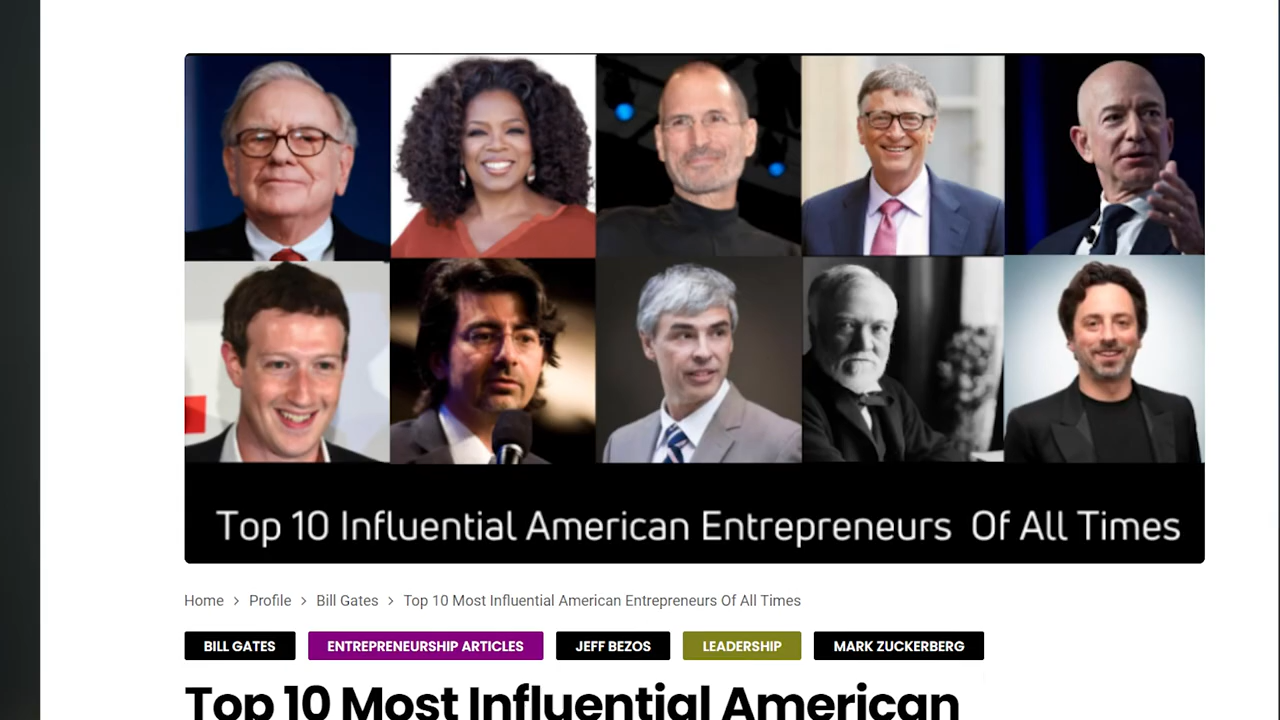 Top 10 Influential American Entrepreneurs Of All Times
Home > Profile > Bill Gates > Top 10 Most Influential American Entrepreneurs Of All Times
BILL GATES ENTREPRENEURSHIP ARTICLES JEFF BEZOS LEADERSHIP MARK ZUCKERBERG
Top 10 Most Influential American